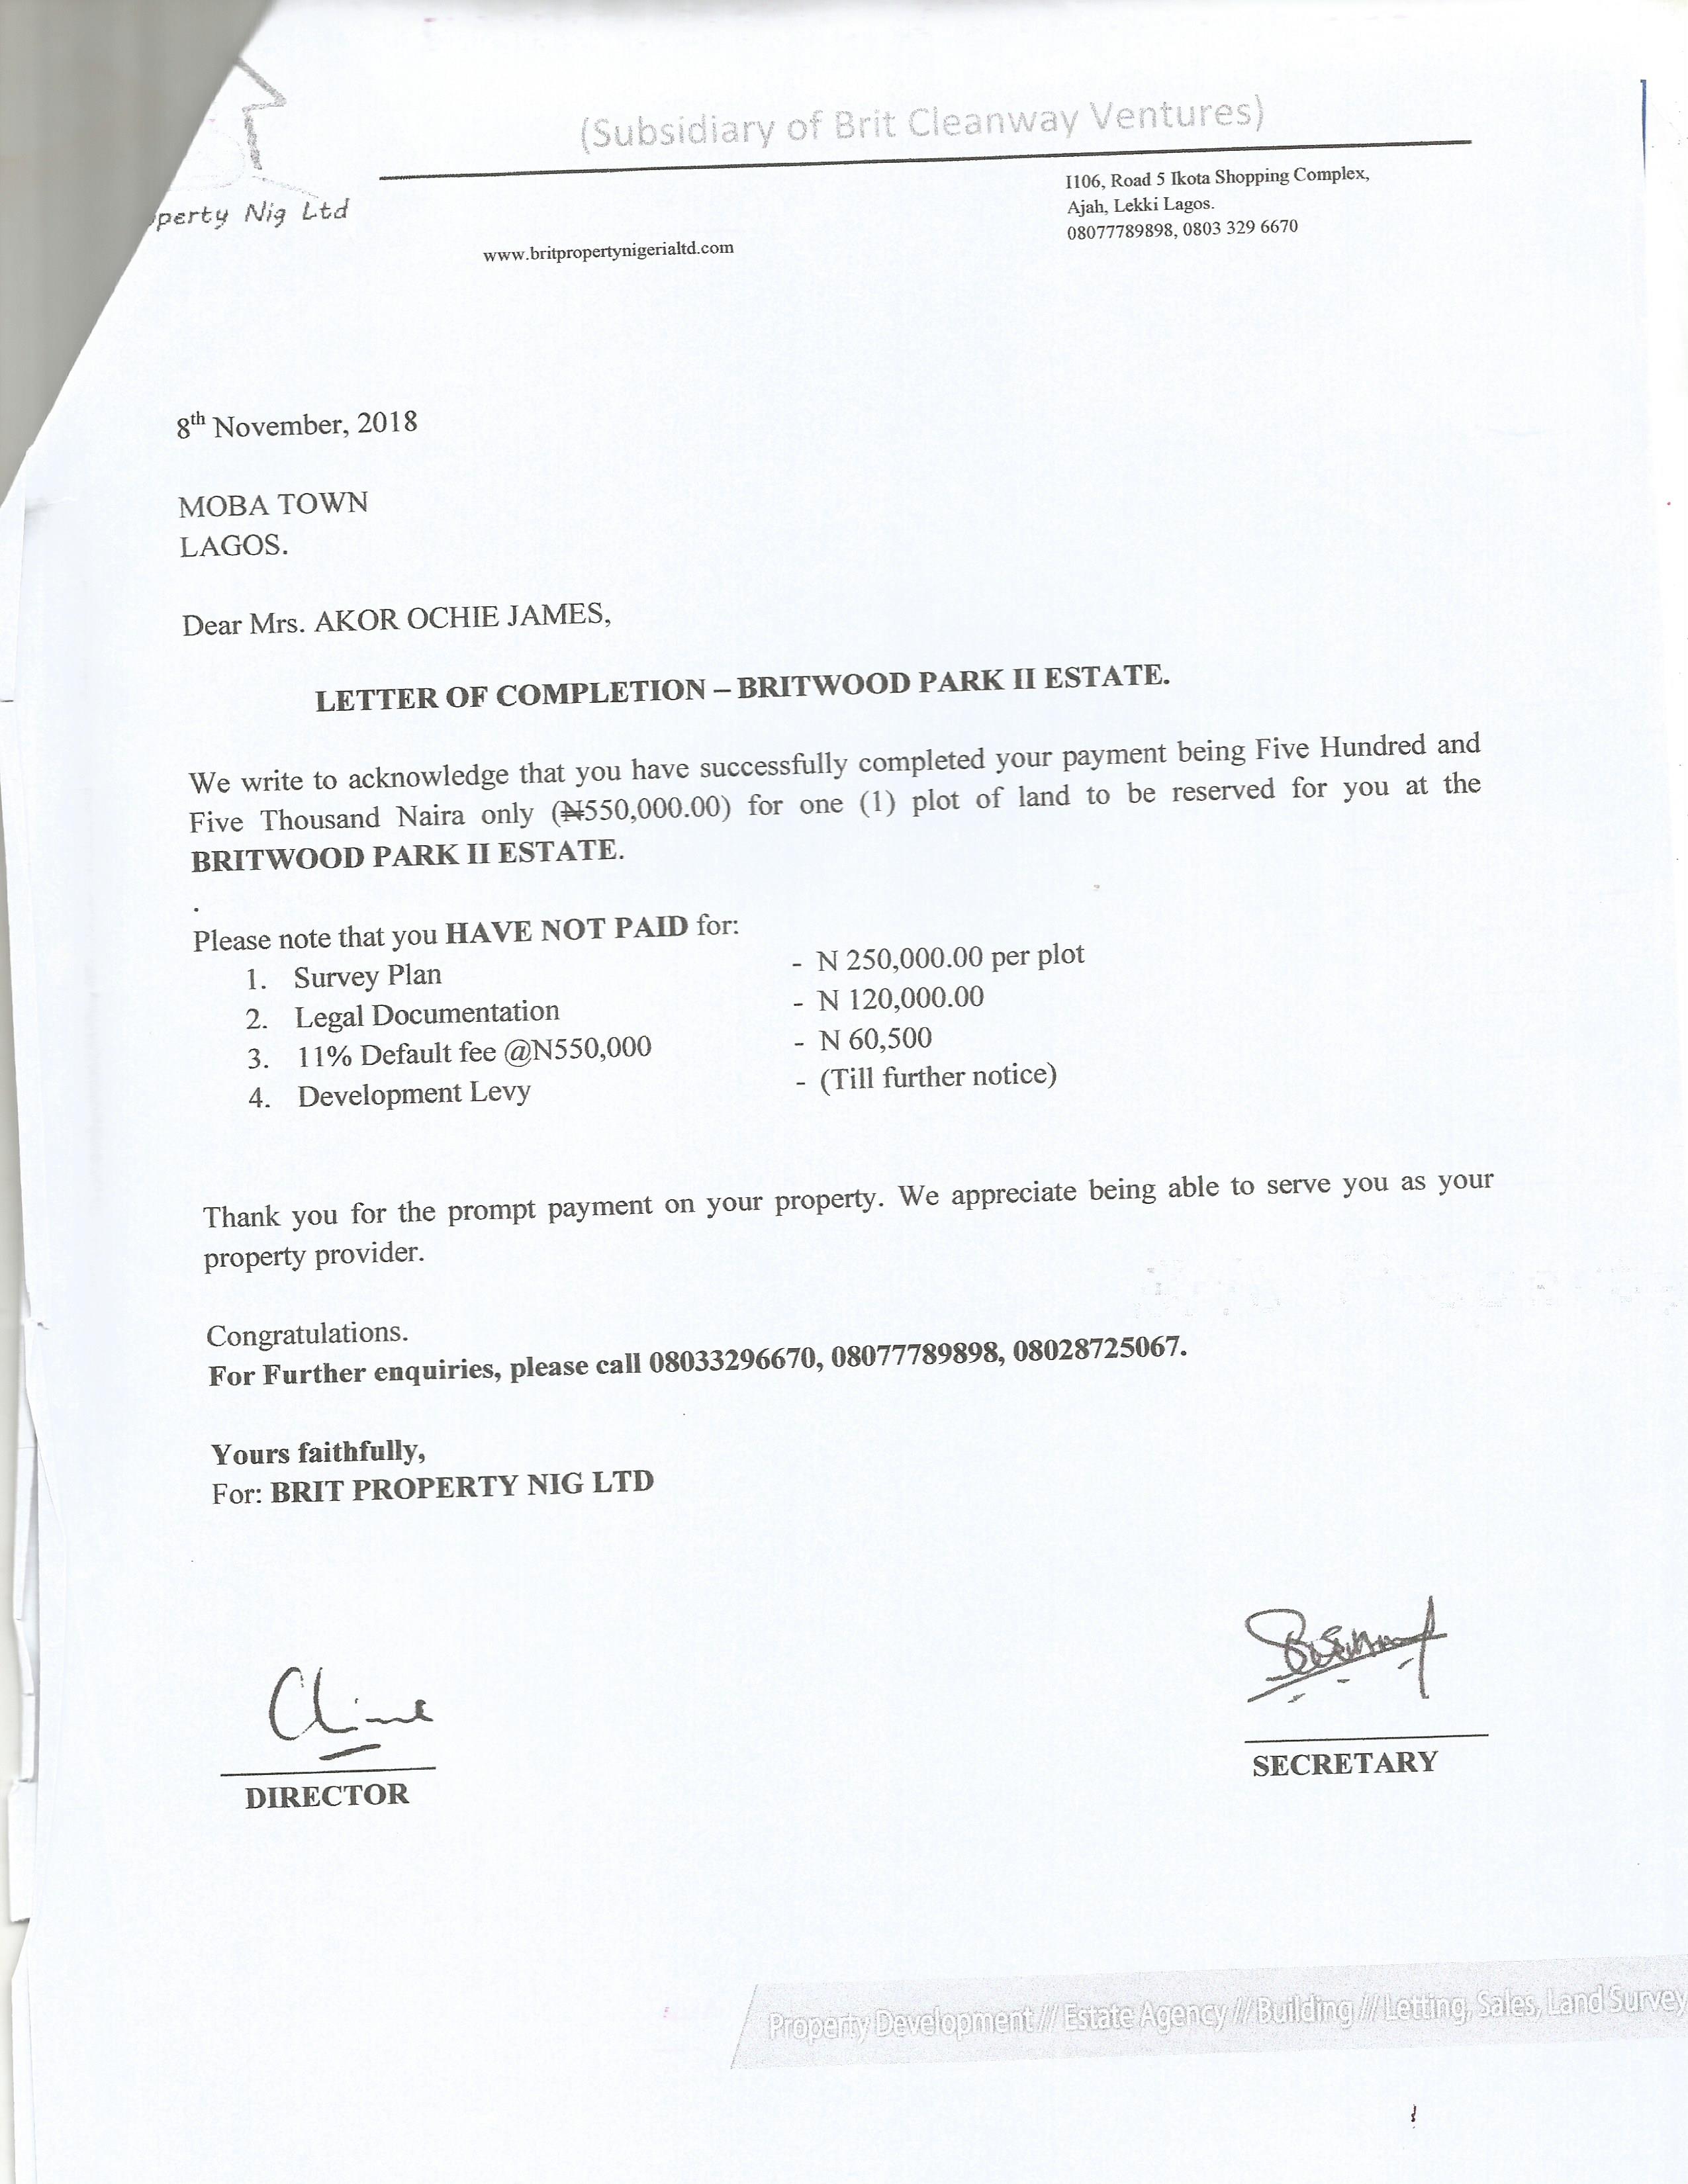 (Subsidiary of Brit Cleanway Ventures)
perty Nig Ltd
I106, Road 5 Ikota Shopping Complex,
Ajah, Lekki Lagos.
08077789898, 0803 329 6670
www.britpropertynigerialtd.com
8th November, 2018
MOBA TOWN
LAGOS.
Dear Mrs. AKOR OCHIE JAMES,
LETTER OF COMPLETION – BRITWOOD PARK II ESTATE.
We write to acknowledge that you have successfully completed your payment being Five Hundred and
Five Thousand Naira only (₦550,000.00) for one (1) plot of land to be reserved for you at the
BRITWOOD PARK II ESTATE.
.
Please note that you HAVE NOT PAID for:
1. Survey Plan - N 250,000.00 per plot
2. Legal Documentation - N 120,000.00
3. 11% Default fee @N550,000 - N 60,500
4. Development Levy - (Till further notice)
Thank you for the prompt payment on your property. We appreciate being able to serve you as your
property provider.
Congratulations.
For Further enquiries, please call 08033296670, 08077789898, 08028725067.
Yours faithfully,
For: BRIT PROPERTY NIG LTD
DIRECTOR
SECRETARY
Property Development /// Estate Agency /// Building /// Letting, Sales, Land Survey